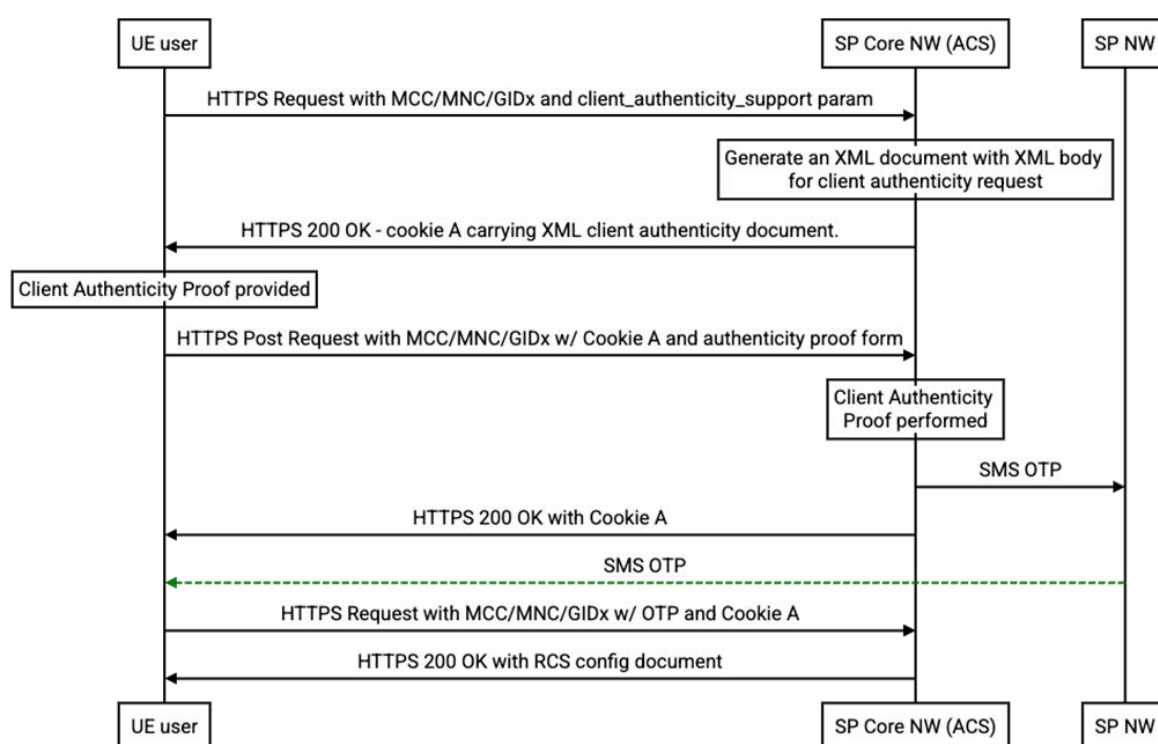 UE user
SP Core NW (ACS)
SP NW
HTTPS Request with MCC/MNC/GIDx and client_authenticity_support param
Generate an XML document with XML body
for client authenticity request
HTTPS 200 OK - cookie A carrying XML client authenticity document.
Client Authenticity Proof provided
HTTPS Post Request with MCC/MNC/GIDx w/ Cookie A and authenticity proof form
Client Authenticity
Proof performed
SMS OTP
HTTPS 200 OK with Cookie A
SMS OTP
HTTPS Request with MCC/MNC/GIDx w/ OTP and Cookie A
HTTPS 200 OK with RCS config document
UE user
SP Core NW (ACS)
SP NW